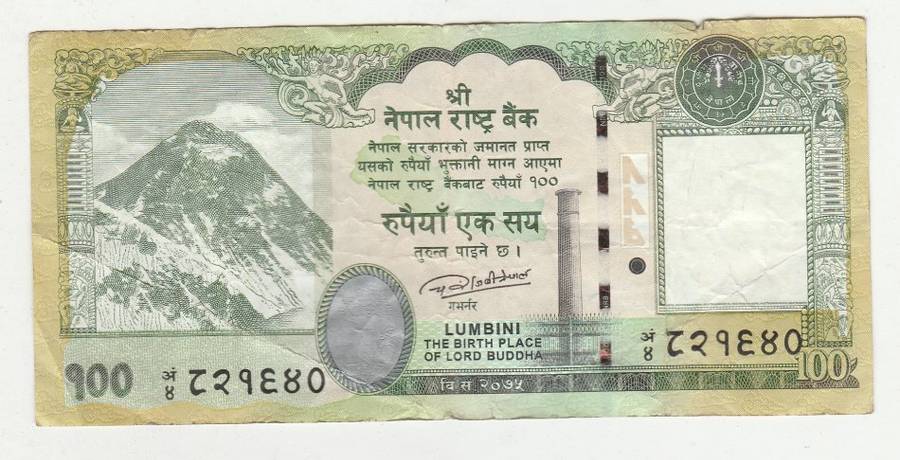 श्री
नेपाल राष्ट्र बैंक
नेपाल सरकारको जमानत प्राप्त
यसको रुपैयाँ भुक्तानी माग्न आएमा
नेपाल राष्ट्र बैंकबाट रुपैयाँ १००
रुपैयाँ एक सय
तुरुन्त पाइने छ ।
गभर्नर
LUMBINI
THE BIRTH PLACE
OF LORD BUDDHA
वि सं २०७५
१००
अं
४ ८२१६४०
अं
४ ८२१६४०
100